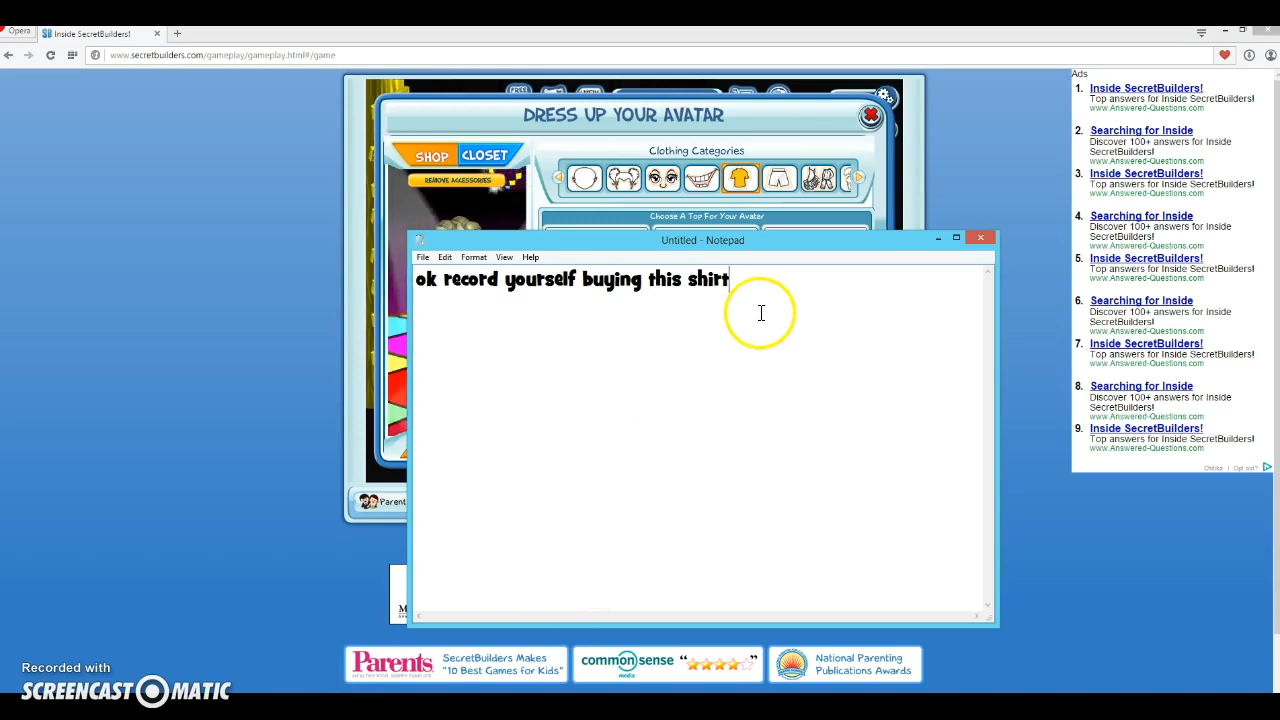 Opera
Inside SecretBuilders!
www.secretbuilders.com/gameplay/gameplay.html#/game
FREE
NEW
DRESS UP YOUR AVATAR
SHOP
CLOSET
REMOVE ACCESSORIES
Clothing Categories
Choose A Top For Your Avatar
Untitled - Notepad
File Edit Format View Help
ok record yourself buying this shirt
Parent
Ads
1. Inside SecretBuilders!
Top answers for Inside SecretBuilders!
www.Answered-Questions.com
2. Searching for Inside
Discover 100+ answers for Inside
SecretBuilders!
www.Answered-Questions.com
3. Inside SecretBuilders!
Top answers for Inside SecretBuilders!
www.Answered-Questions.com
4. Searching for Inside
Discover 100+ answers for Inside
SecretBuilders!
www.Answered-Questions.com
5. Inside SecretBuilders!
Top answers for Inside SecretBuilders!
www.Answered-Questions.com
6. Searching for Inside
Discover 100+ answers for Inside
SecretBuilders!
www.Answered-Questions.com
7. Inside SecretBuilders!
Top answers for Inside SecretBuilders!
www.Answered-Questions.com
8. Searching for Inside
Discover 100+ answers for Inside
SecretBuilders!
www.Answered-Questions.com
9. Inside SecretBuilders!
Top answers for Inside SecretBuilders!
www.Answered-Questions.com
Chitika | Opt out?
Parents.
SecretBuilders Makes
"10 Best Games for Kids"
common sense
media
National Parenting
Publications Awards
Recorded with
SCREENCAST MATIC